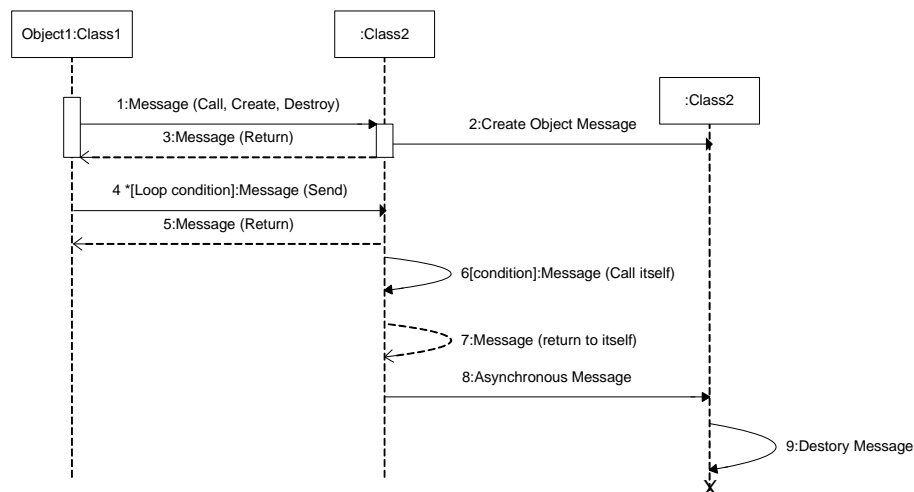 Object1:Class1
:Class2
:Class2
1:Message (Call, Create, Destroy)
2:Create Object Message
3:Message (Return)
4 *[Loop condition]:Message (Send)
5:Message (Return)
6[condition]:Message (Call itself)
7:Message (return to itself)
8:Asynchronous Message
9:Destory Message